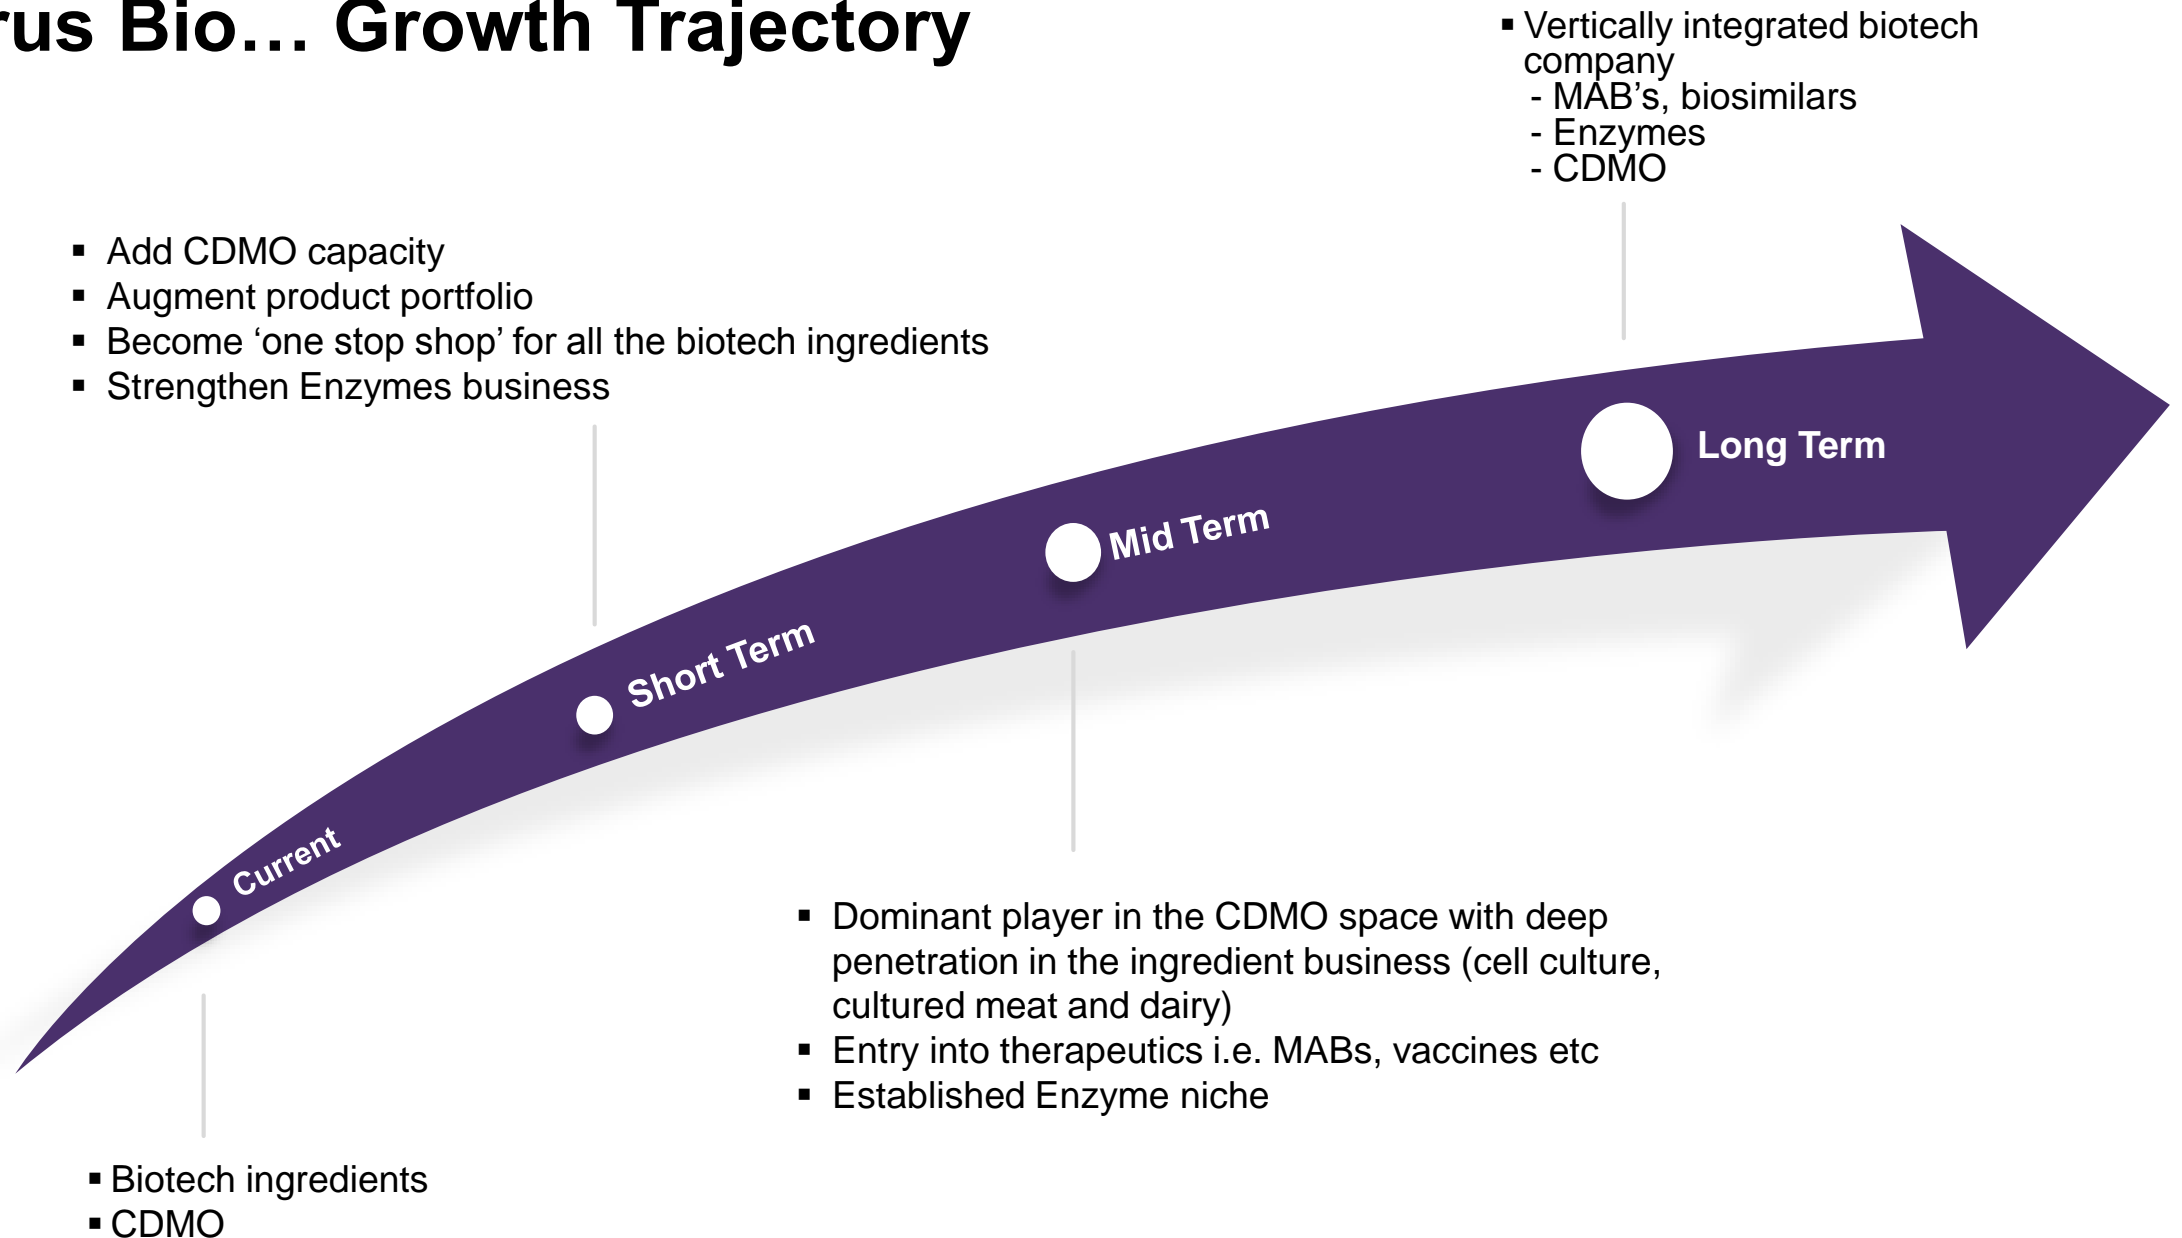 rus Bio… Growth Trajectory
▪ Vertically integrated biotech
company
- MAB’s, biosimilars
- Enzymes
- CDMO
▪ Add CDMO capacity
▪ Augment product portfolio
▪ Become ‘one stop shop’ for all the biotech ingredients
▪ Strengthen Enzymes business
Long Term
Mid Term
Short Term
Current
▪ Dominant player in the CDMO space with deep
penetration in the ingredient business (cell culture,
cultured meat and dairy)
▪ Entry into therapeutics i.e. MABs, vaccines etc
▪ Established Enzyme niche
▪ Biotech ingredients
▪ CDMO